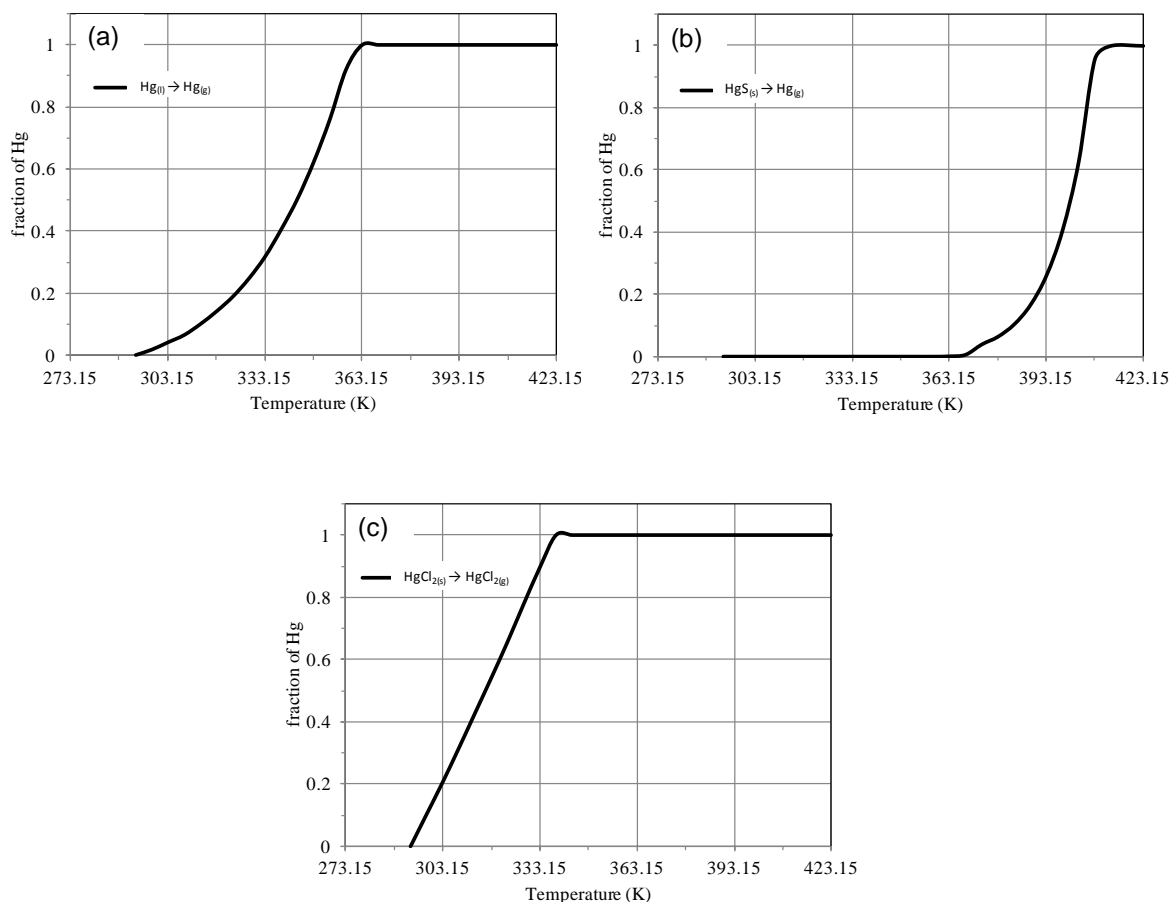 (a)
Hg(l) → Hg(g)
1
0.8
0.6
0.4
0.2
0
fraction of Hg
273.15 303.15 333.15 363.15 393.15 423.15
Temperature (K)
(b)
HgS(s) → Hg(g)
1
0.8
0.6
0.4
0.2
0
fraction of Hg
273.15 303.15 333.15 363.15 393.15 423.15
Temperature (K)
(c)
HgCl2(s) → HgCl2(g)
1
0.8
0.6
0.4
0.2
0
fraction of Hg
273.15 303.15 333.15 363.15 393.15 423.15
Temperature (K)